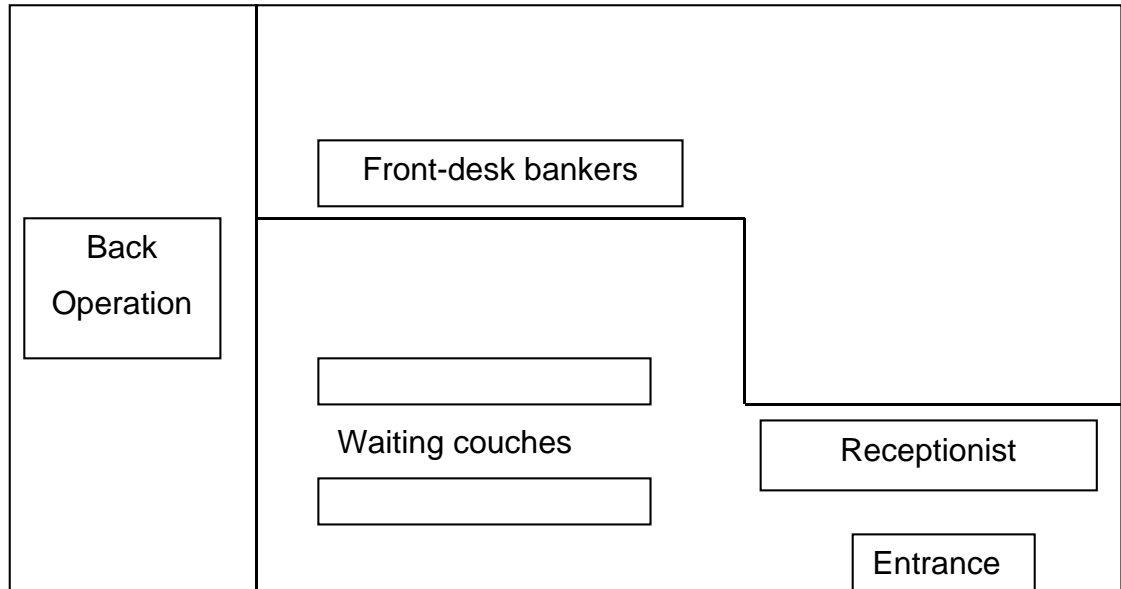 Front-desk bankers
Back
Operation
Waiting couches
Receptionist
Entrance